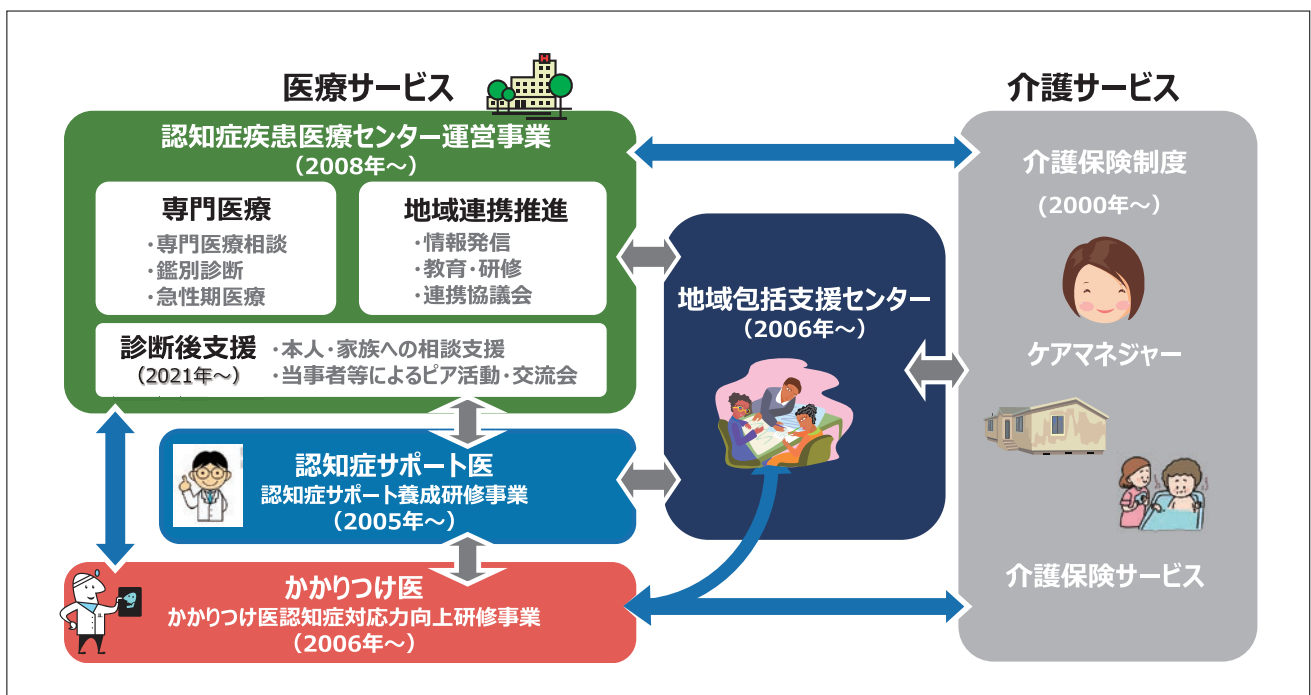 医療サービス
H
認知症疾患医療センター運営事業
(2008年～)
専門医療
・専門医療相談
・鑑別診断
・急性期医療
地域連携推進
・情報発信
・教育・研修
・連携協議会
診断後支援
(2021年～)
・本人・家族への相談支援
・当事者等によるピア活動・交流会
認知症サポート医
認知症サポート養成研修事業
(2005年～)
かかりつけ医
かかりつけ医認知症対応力向上研修事業
(2006年～)
地域包括支援センター
(2006年～)
介護サービス
介護保険制度
(2000年～)
ケアマネジャー
介護保険サービス